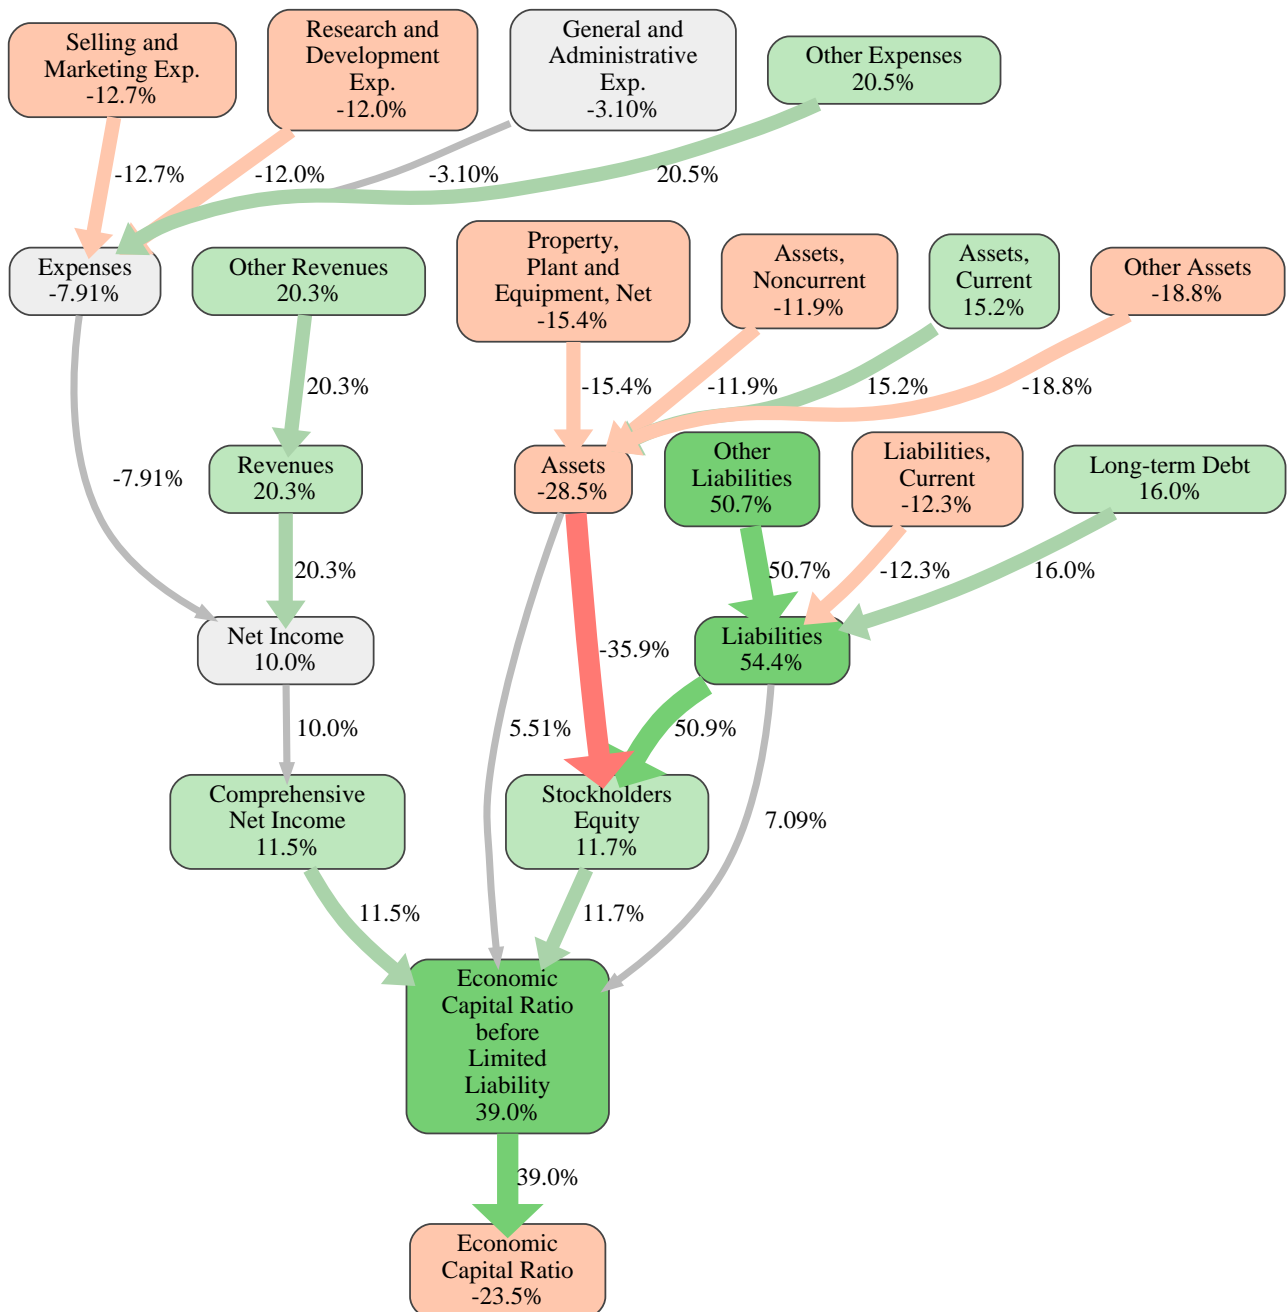 Selling and
Marketing Exp.
-12.7%
Research and
Development
Exp.
-12.0%
General and
Administrative
Exp.
-3.10%
Other Expenses
20.5%
-12.7%
-12.0%
-3.10%
20.5%
Expenses
-7.91%
Other Revenues
20.3%
Property,
Plant and
Equipment, Net
-15.4%
Assets,
Noncurrent
-11.9%
Assets,
Current
15.2%
Other Assets
-18.8%
20.3%
-15.4%
-11.9%
15.2%
-18.8%
-7.91%
Revenues
20.3%
Assets
-28.5%
Other
Liabilities
50.7%
Liabilities,
Current
-12.3%
Long-term Debt
16.0%
20.3%
50.7%
-12.3%
16.0%
Net Income
10.0%
-35.9%
Liabilities
54.4%
10.0%
5.51%
50.9%
Comprehensive
Net Income
11.5%
Stockholders
Equity
11.7%
7.09%
11.5%
11.7%
Economic
Capital Ratio
before
Limited
Liability
39.0%
39.0%
Economic
Capital Ratio
-23.5%